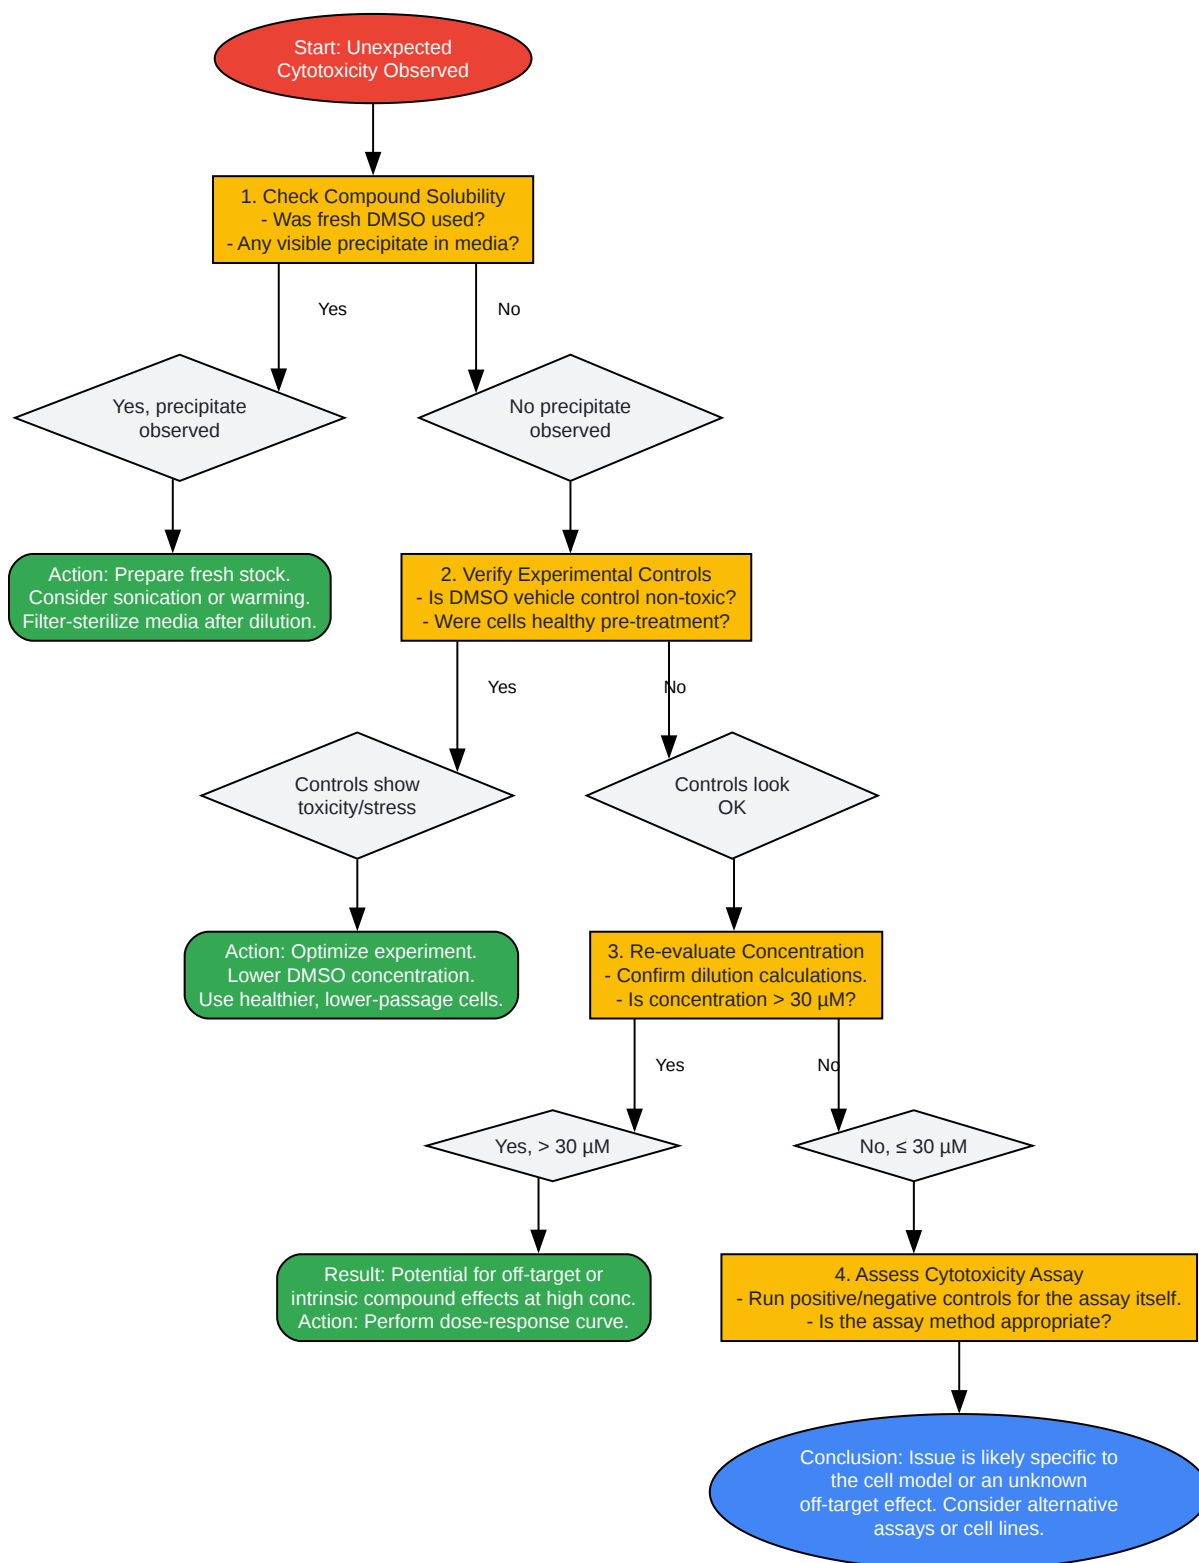 Start: Unexpected
Cytotoxicity Observed
1. Check Compound Solubility
- Was fresh DMSO used?
- Any visible precipitate in media?
Yes
No
Yes, precipitate
observed
No precipitate
observed
Action: Prepare fresh stock.
Consider sonication or warming.
Filter-sterilize media after dilution.
2. Verify Experimental Controls
- Is DMSO vehicle control non-toxic?
- Were cells healthy pre-treatment?
Yes
No
Controls show
toxicity/stress
Controls look
OK
Action: Optimize experiment.
Lower DMSO concentration.
Use healthier, lower-passage cells.
3. Re-evaluate Concentration
- Confirm dilution calculations.
- Is concentration > 30 µM?
Yes
No
Yes, > 30 µM
No, ≤ 30 µM
Result: Potential for off-target or
intrinsic compound effects at high conc.
Action: Perform dose-response curve.
4. Assess Cytotoxicity Assay
- Run positive/negative controls for the assay itself.
- Is the assay method appropriate?
Conclusion: Issue is likely specific to
the cell model or an unknown
off-target effect. Consider alternative
assays or cell lines.